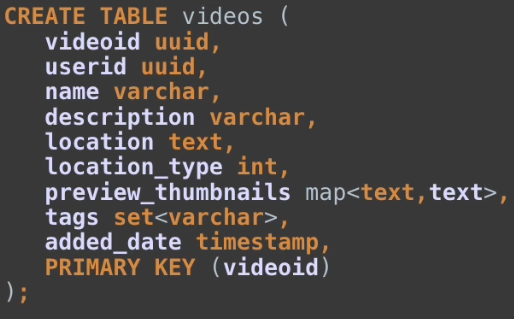 CREATE TABLE videos (
videoid uuid,
userid uuid,
name varchar,
description varchar,
location text,
location_type int,
preview_thumbnails map<text,text>,
tags set<varchar>,
added_date timestamp,
PRIMARY KEY (videoid)
);